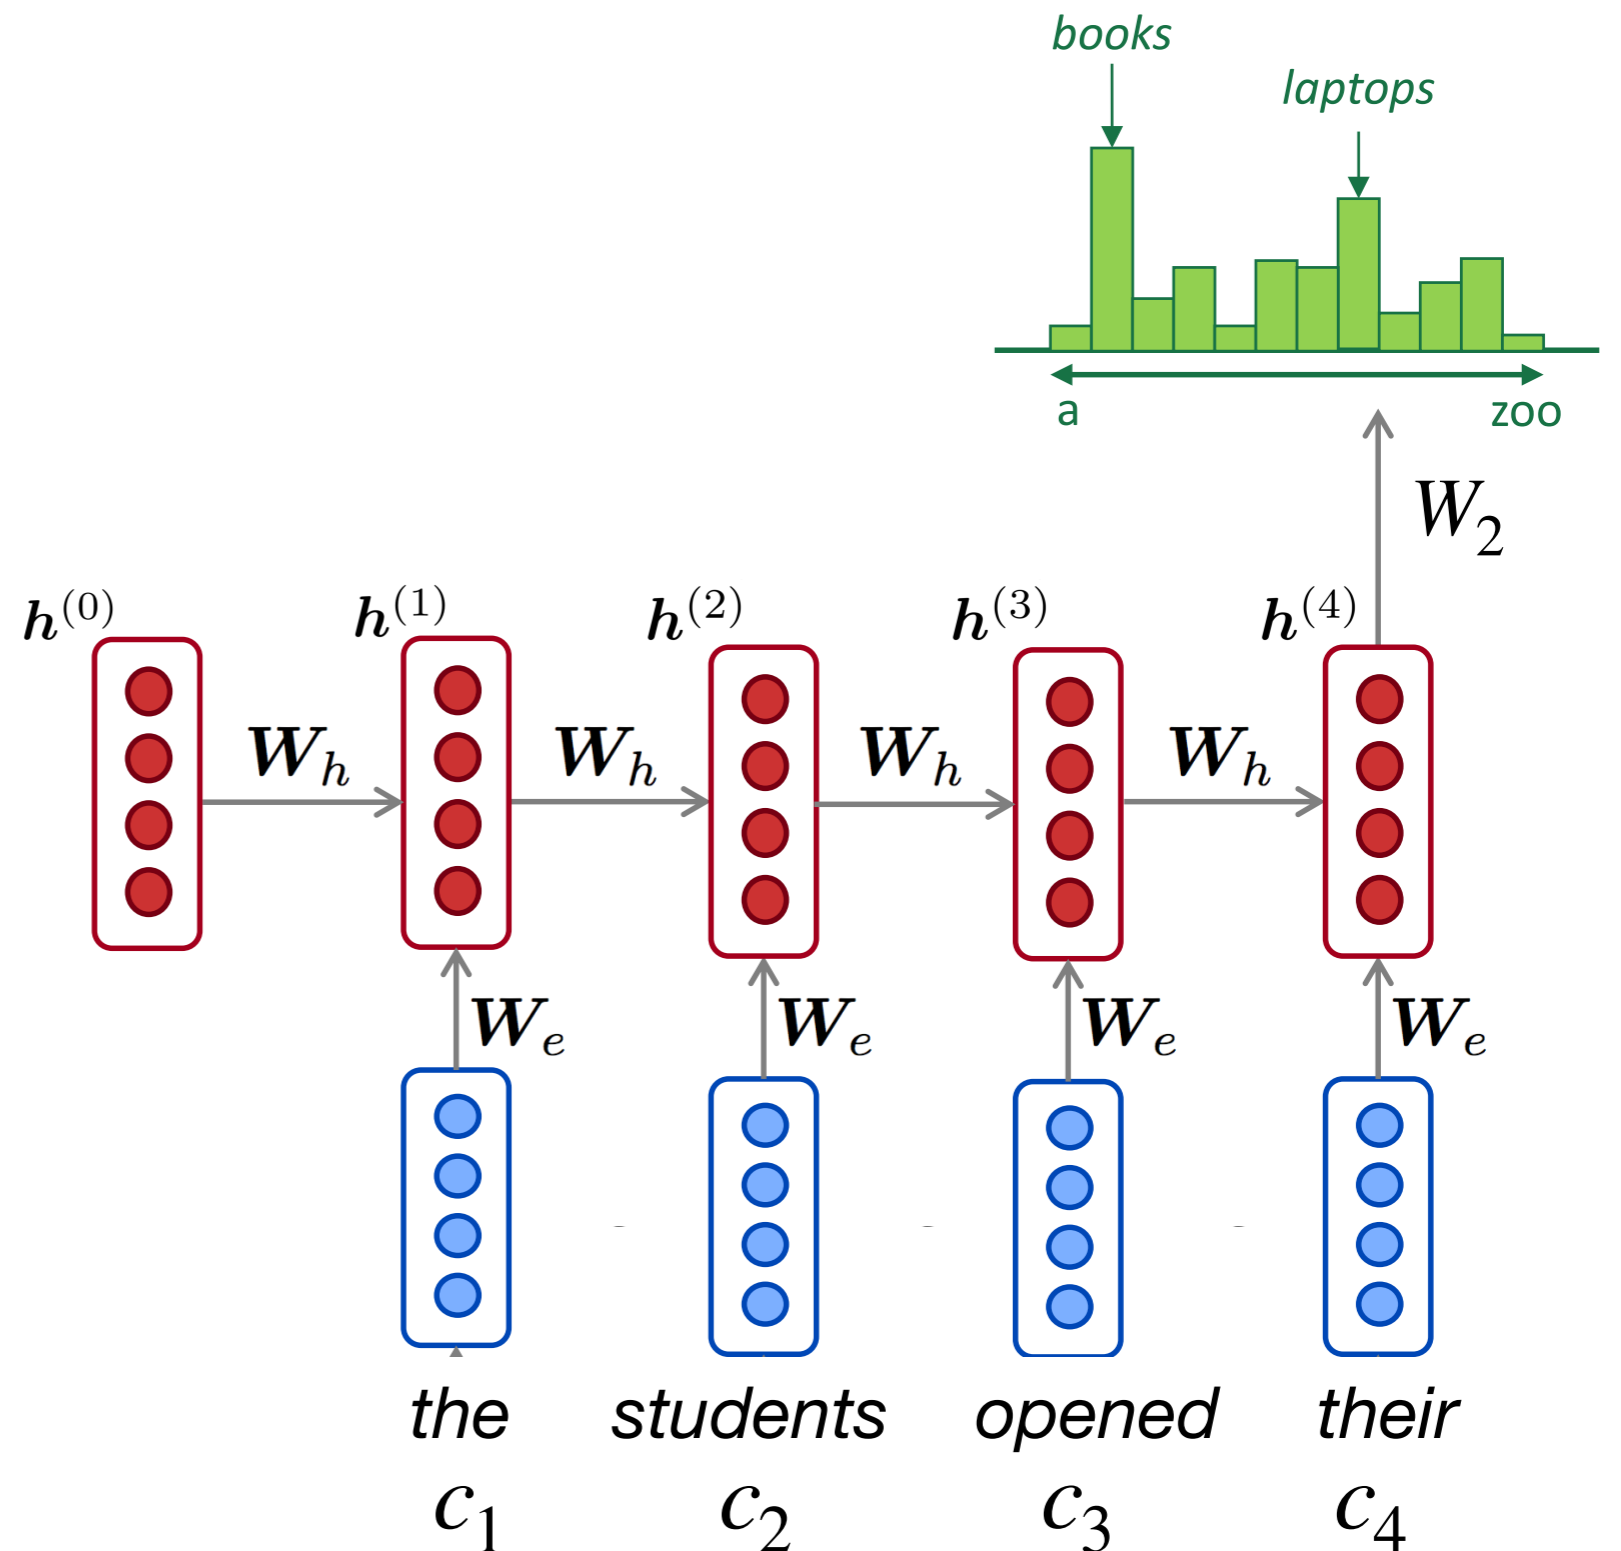 books
laptops
a zoo
W₂
h⁽⁰⁾ h⁽¹⁾ h⁽²⁾ h⁽³⁾ h⁽⁴⁾
Wₕ Wₕ Wₕ Wₕ
Wₑ Wₑ Wₑ Wₑ
the students opened their
c₁ c₂ c₃ c₄